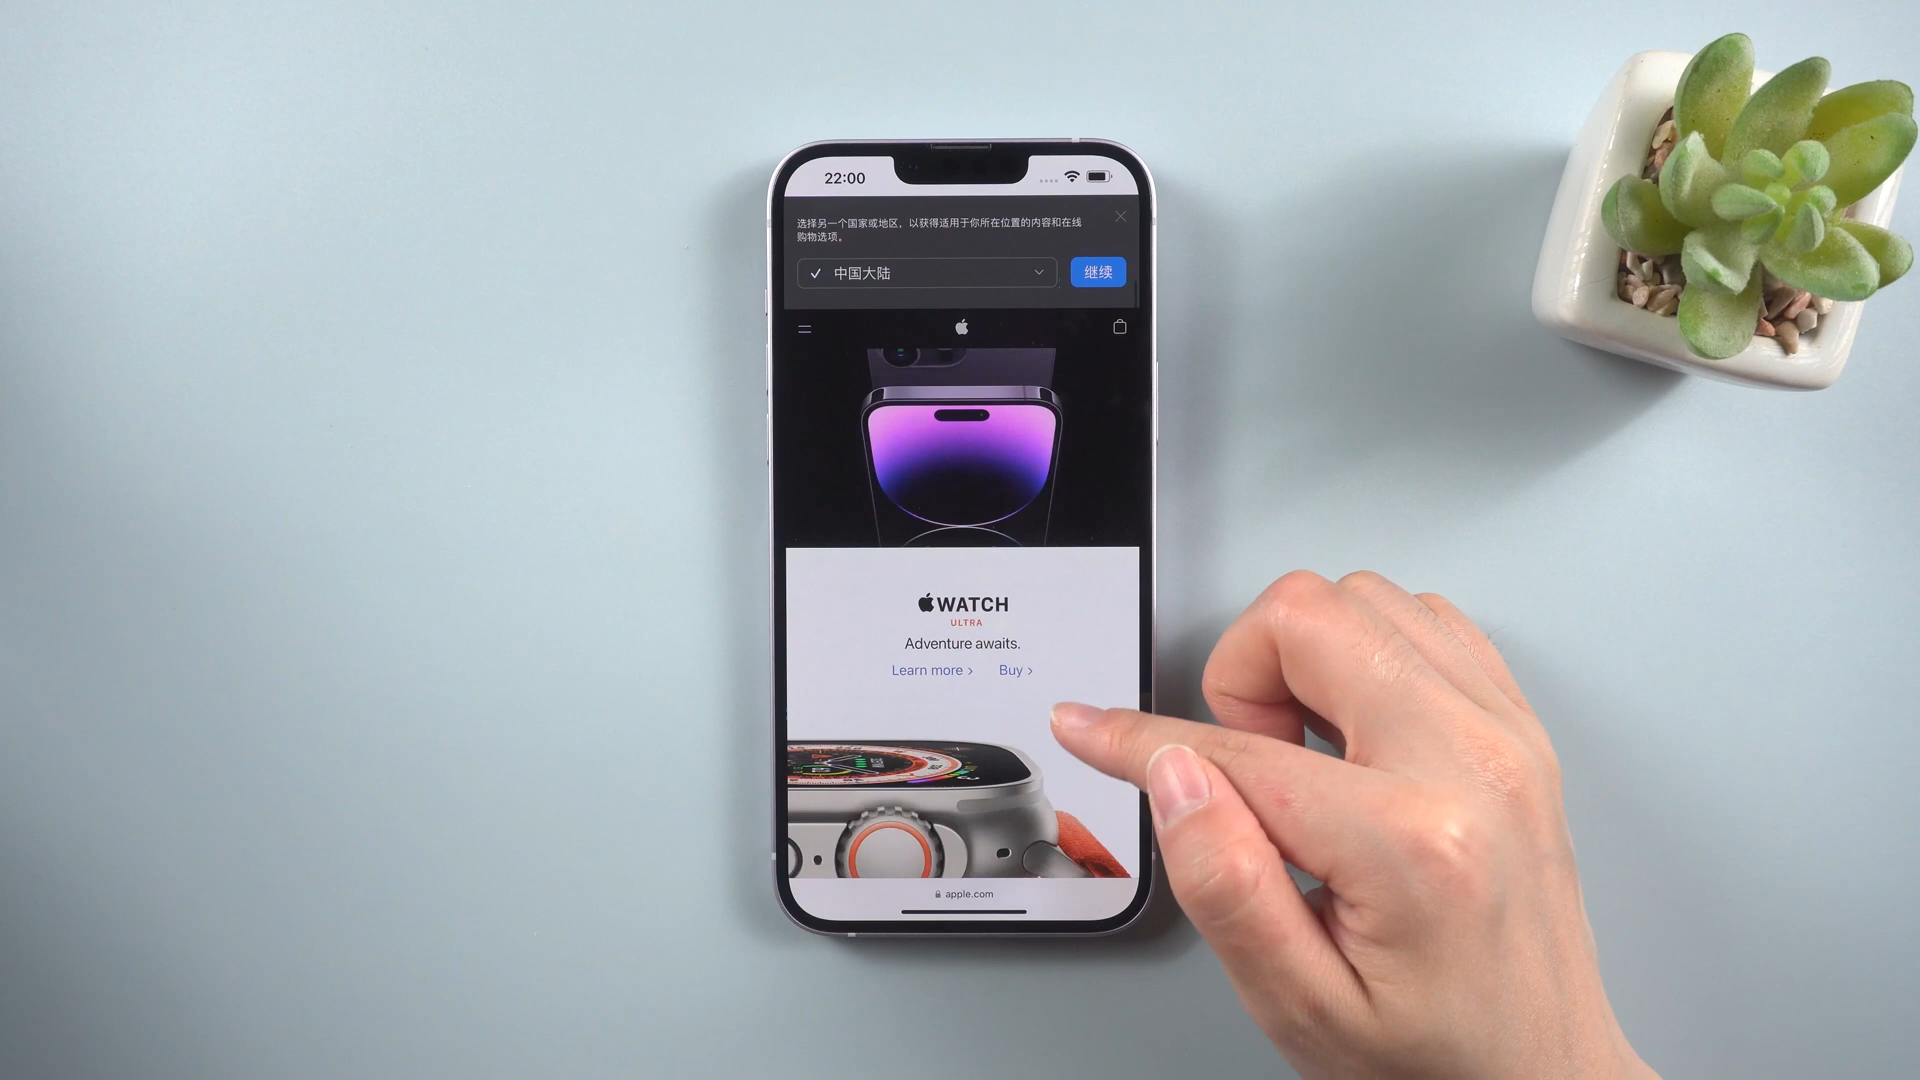 22:00
选择另一个国家或地区，以获得适用于你所在位置的内容和在线
购物选项。
中国大陆
继续
WATCH
ULTRA
Adventure awaits.
Learn more > Buy >
apple.com